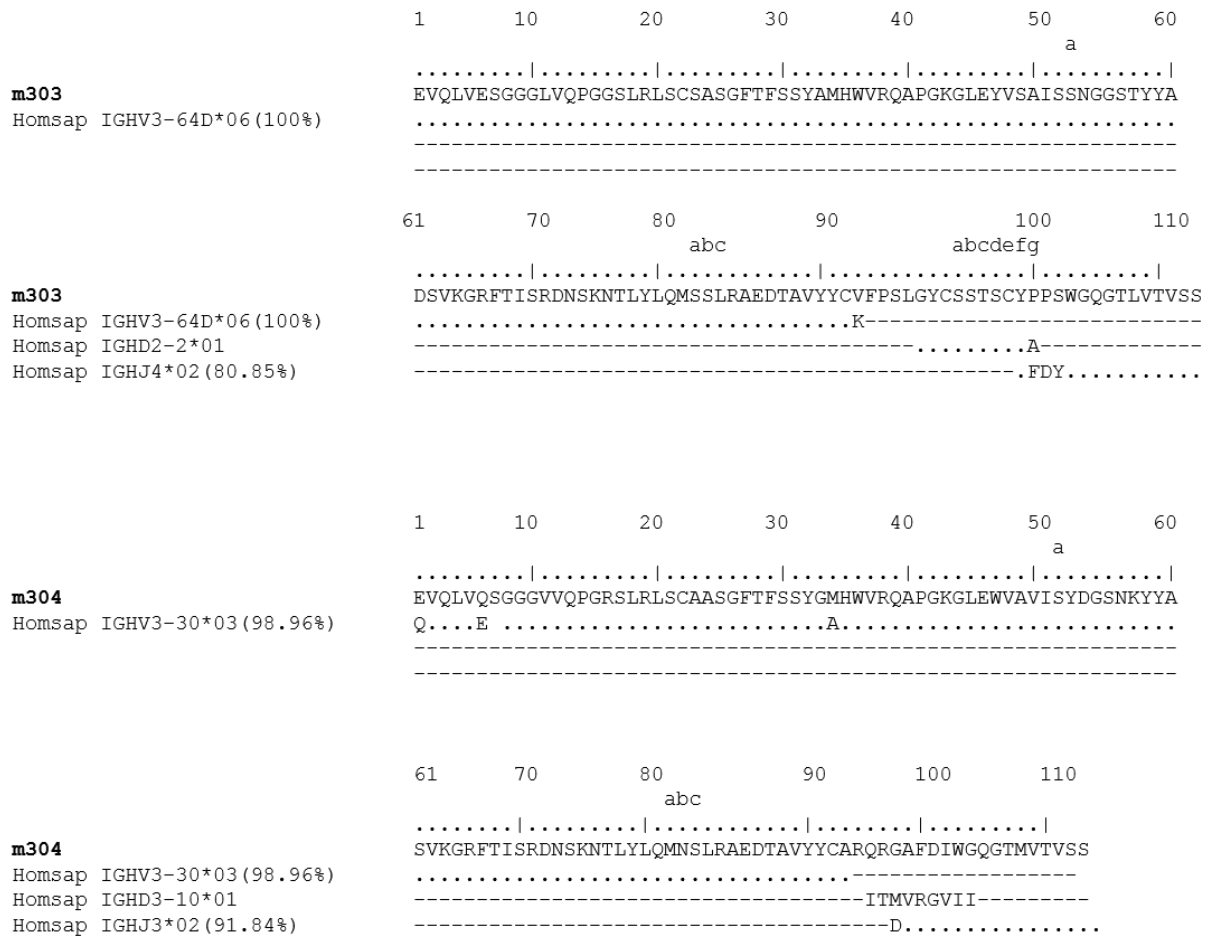 1 10 20 30 40 50 60
a
.........|.........|.........|.........|.........|..........|
m303 EVQLVESGGGLVQPGGSLRLSCSASGFTFSSYAMHWVRQAPGKGLEYVSAISSNGGSTYYA
Homsap IGHV3-64D*06(100%) .............................................................
-------------------------------------------------------------
-------------------------------------------------------------
61 70 80 90 100 110
abc abcdefg
.........|.........|............|................|.........|
m303 DSVKGRFTISRDNSKNTLYLQMSSLRAEDTAVYYCVFPSLGYCSSTSCYPPSWGQGTLVTVSS
Homsap IGHV3-64D*06(100%) ...................................K---------------------------
Homsap IGHD2-2*01 ----------------------------------------.........A-------------
Homsap IGHJ4*02(80.85%) ------------------------------------------------.FDY...........
1 10 20 30 40 50 60
a
.........|.........|.........|.........|.........|..........|
m304 EVQLVQSGGGVVQPGRSLRLSCAASGFTFSSYGMHWVRQAPGKGLEWVAVISYDGSNKYYA
Homsap IGHV3-30*03(98.96%) Q....E ..........................A...........................
-------------------------------------------------------------
-------------------------------------------------------------
61 70 80 90 100 110
abc
........|.........|............|.........|.........|
m304 SVKGRFTISRDNSKNTLYLQMNSLRAEDTAVYYCARQRGAFDIWGQGTMVTVSS
Homsap IGHV3-30*03(98.96%) ...................................------------------
Homsap IGHD3-10*01 ------------------------------------ITMVRGVII---------
Homsap IGHJ3*02(91.84%) --------------------------------------D................